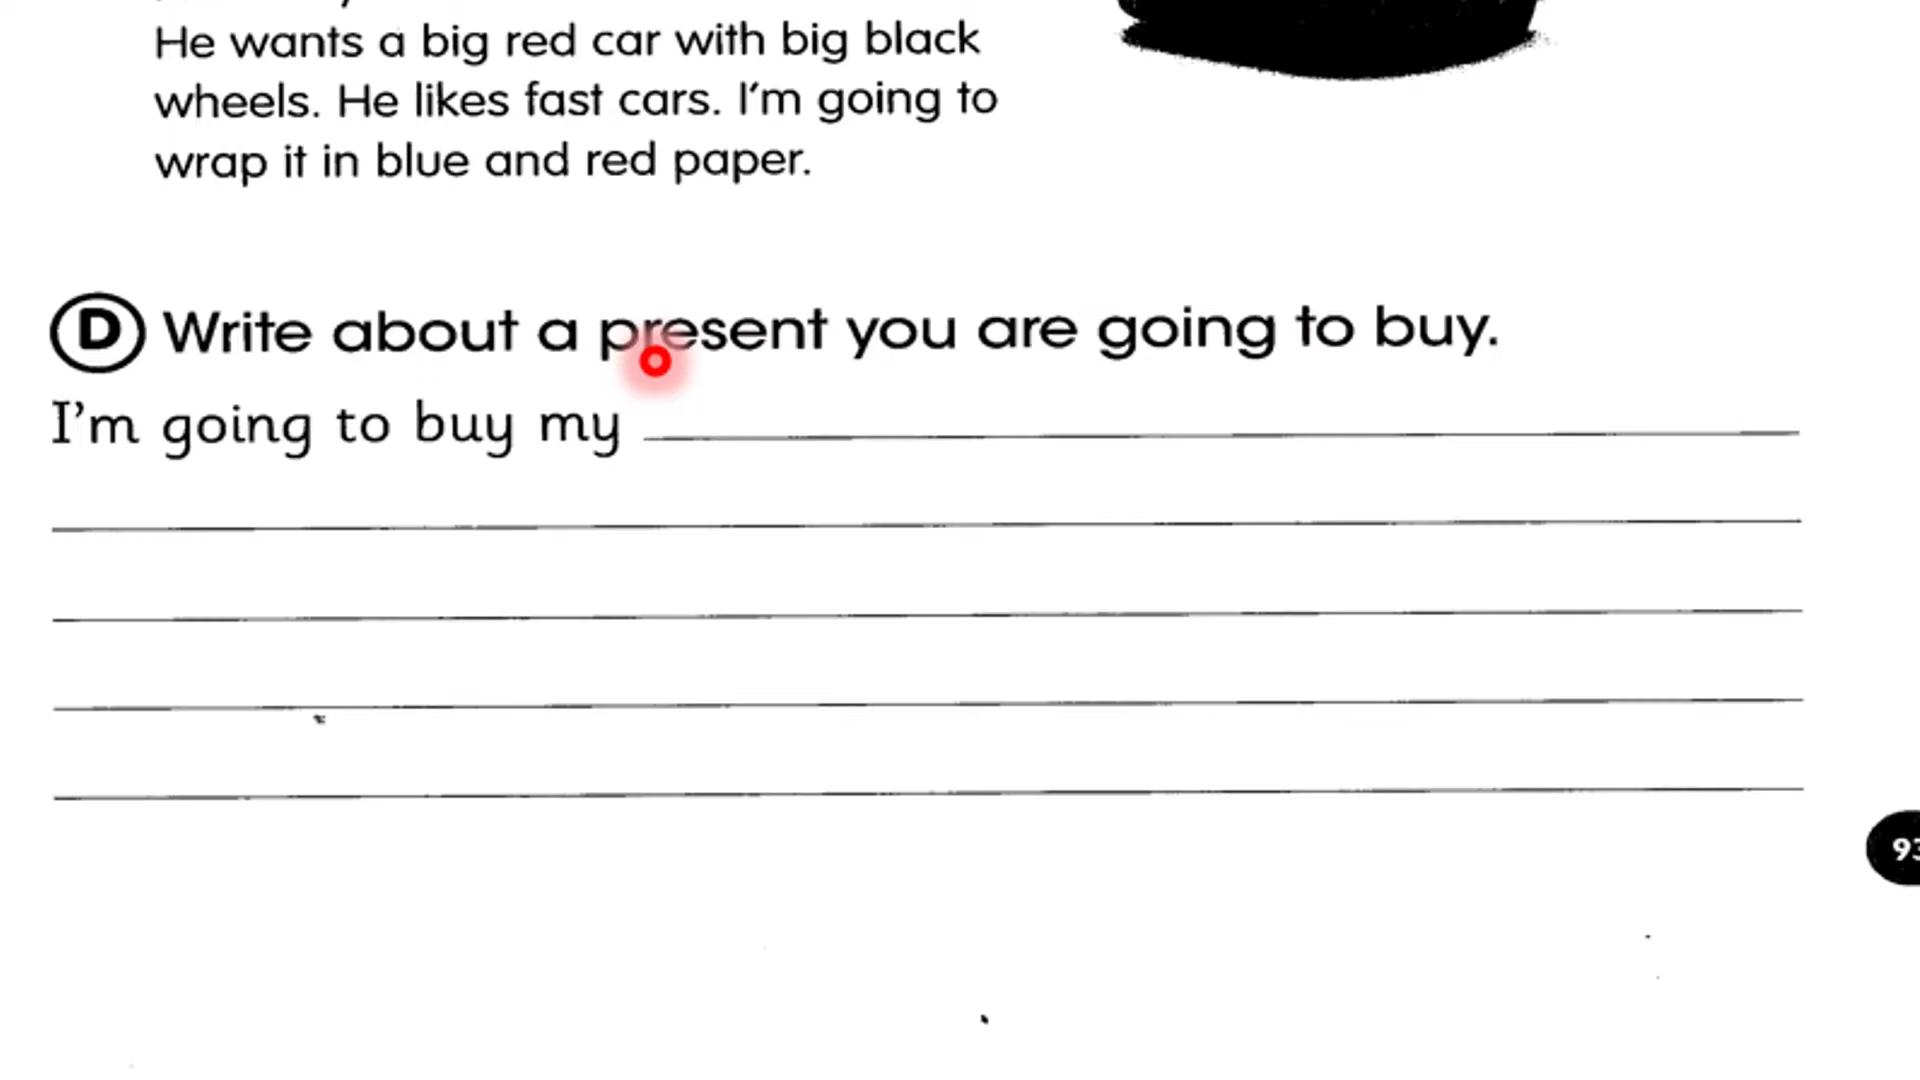 He wants a big red car with big black
wheels. He likes fast cars. I'm going to
wrap it in blue and red paper.
D Write about a present you are going to buy.
I'm going to buy my
93